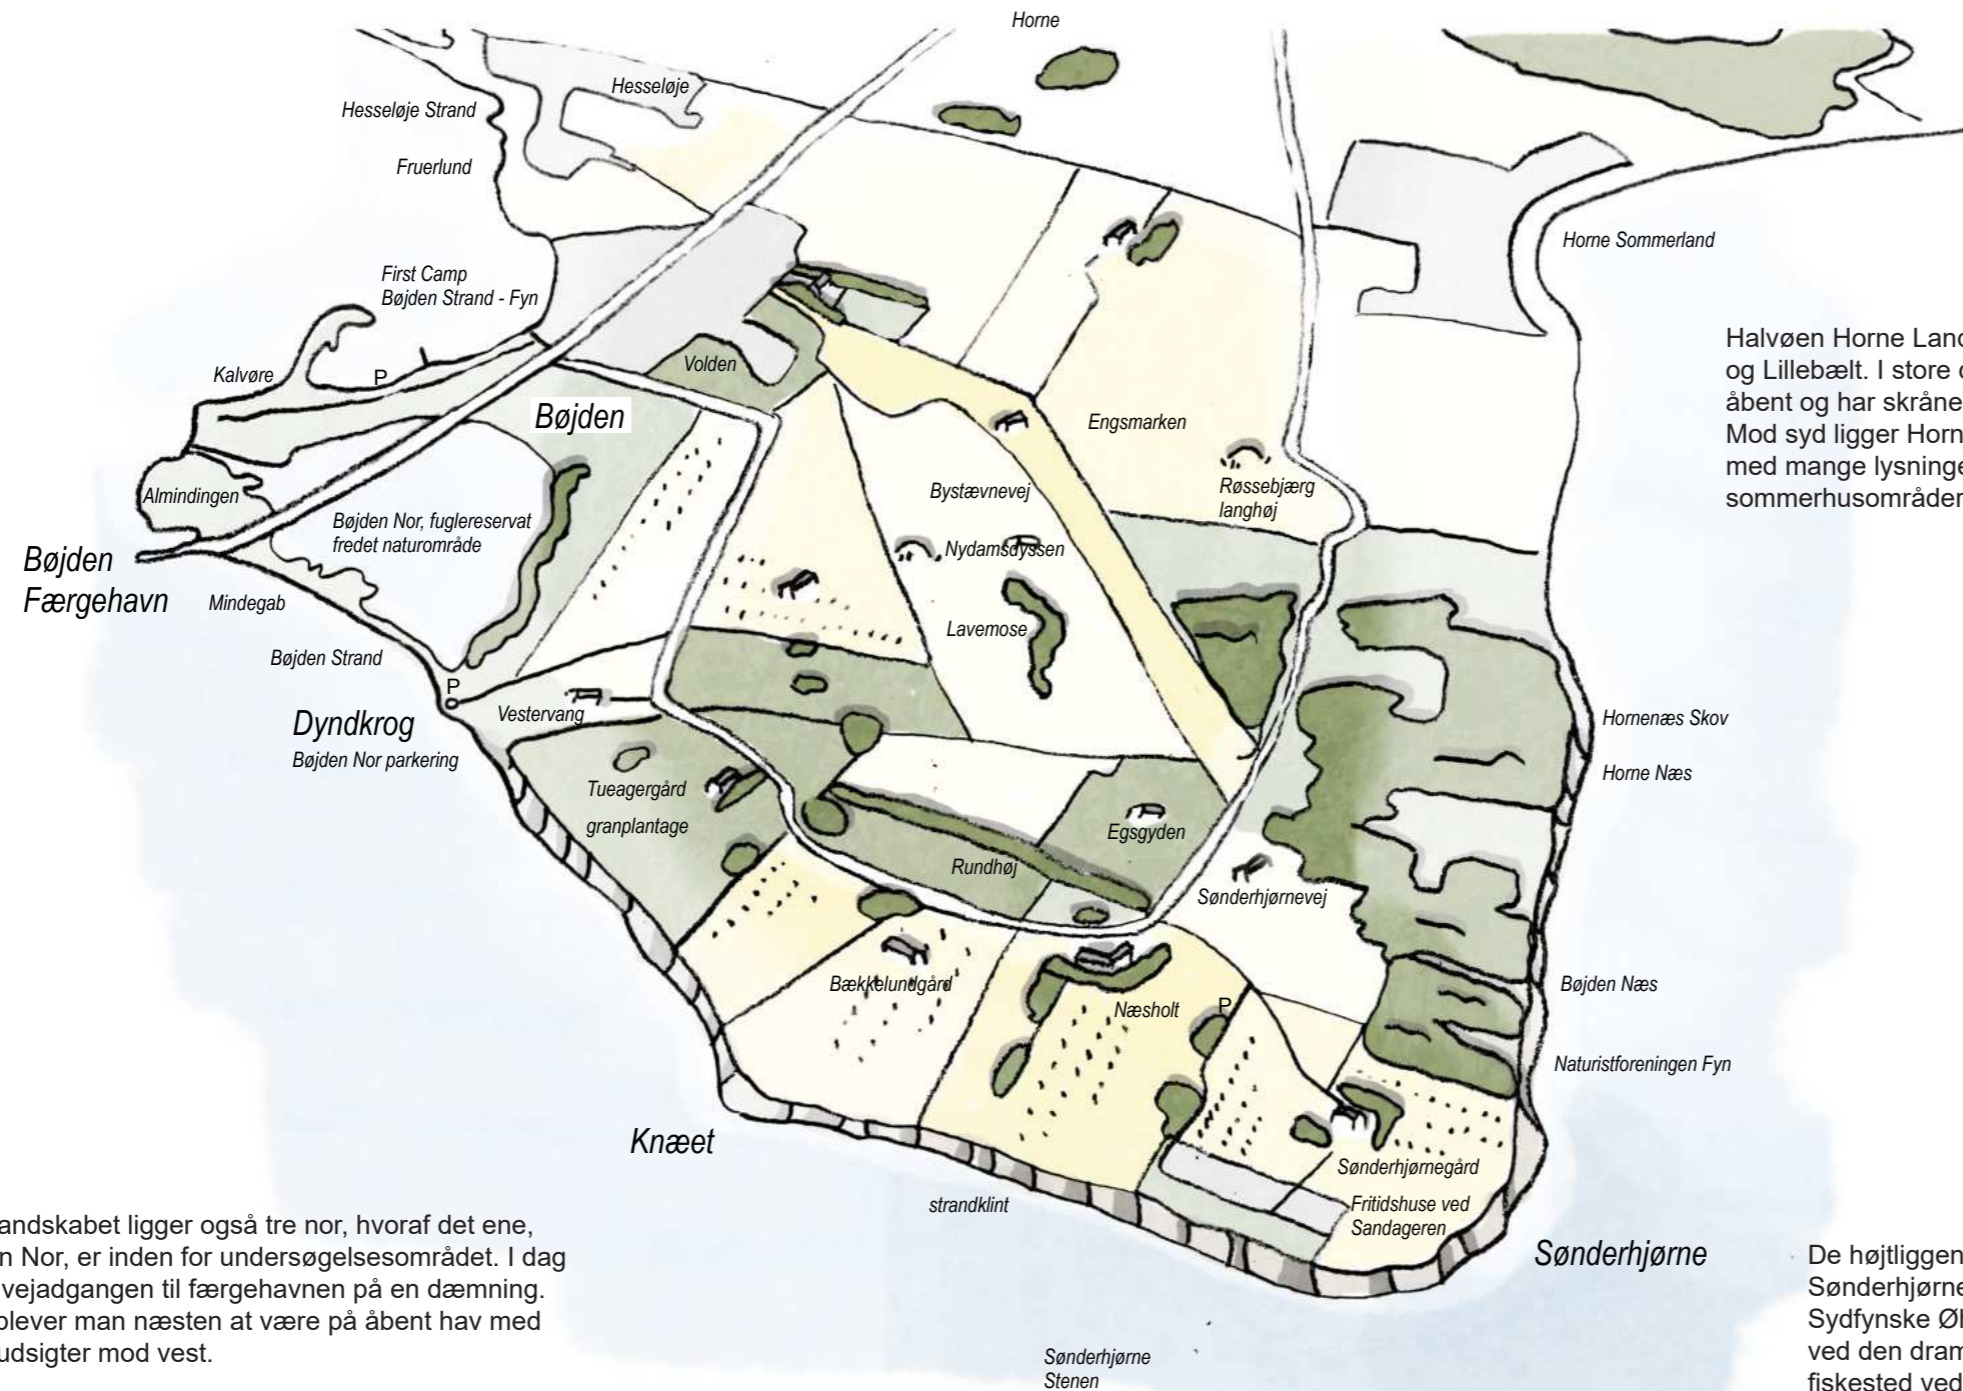 Horne
Hesseløje
Hesseløje Strand
Fruerlund
Horne Sommerland
First Camp
Bøjden Strand - Fyn
Kalvøre
P
Volden
Bøjden
Engsmarken
Almindingen
Bøjden Nor, fuglereservat
fredet naturområde
Bystævnevej
Røssebjærg
langhøj
Nydamsdyssen
Bøjden
Færgehavn
Mindegab
Lavemose
Bøjden Strand
P
Vestervang
Dyndkrog
Bøjden Nor parkering
Hornenæs Skov
Horne Næs
Tueagergård
granplantage
Egsgyden
Rundhøj
Sønderhjørnevej
Bækkelundgård
Næsholt
P
Bøjden Næs
Naturistforeningen Fyn
Knæet
Sønderhjørnegård
strandklint
Fritidshuse ved
Sandageren
Sønderhjørne
Sønderhjørne
Stenen
Halvøen Horne Land
og Lillebælt. I store
åbent og har skråne
Mod syd ligger Horn
med mange lysninge
sommerhusområder
andskabet ligger også tre nor, hvoraf det ene,
n Nor, er inden for undersøgelsesområdet. I dag
vejadgangen til færgehavnen på en dæmning.
plever man næsten at være på åbent hav med
udsigter mod vest.
De højtliggen
Sønderhjørne
Sydfynske Øh
ved den dram
fiskested ved